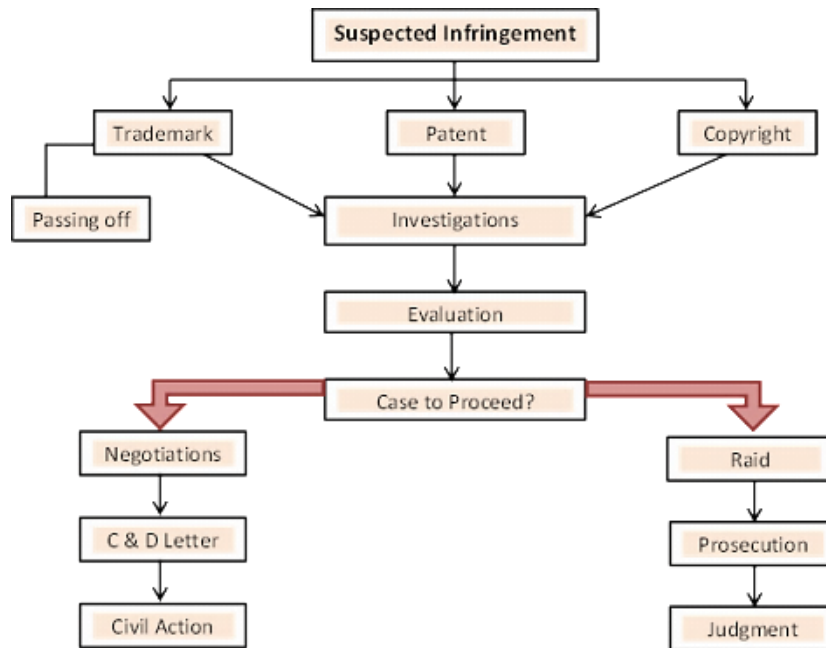 Suspected Infringement
Trademark
Patent
Copyright
Passing off
Investigations
Evaluation
Case to Proceed?
Negotiations
Raid
C & D Letter
Prosecution
Civil Action
Judgment